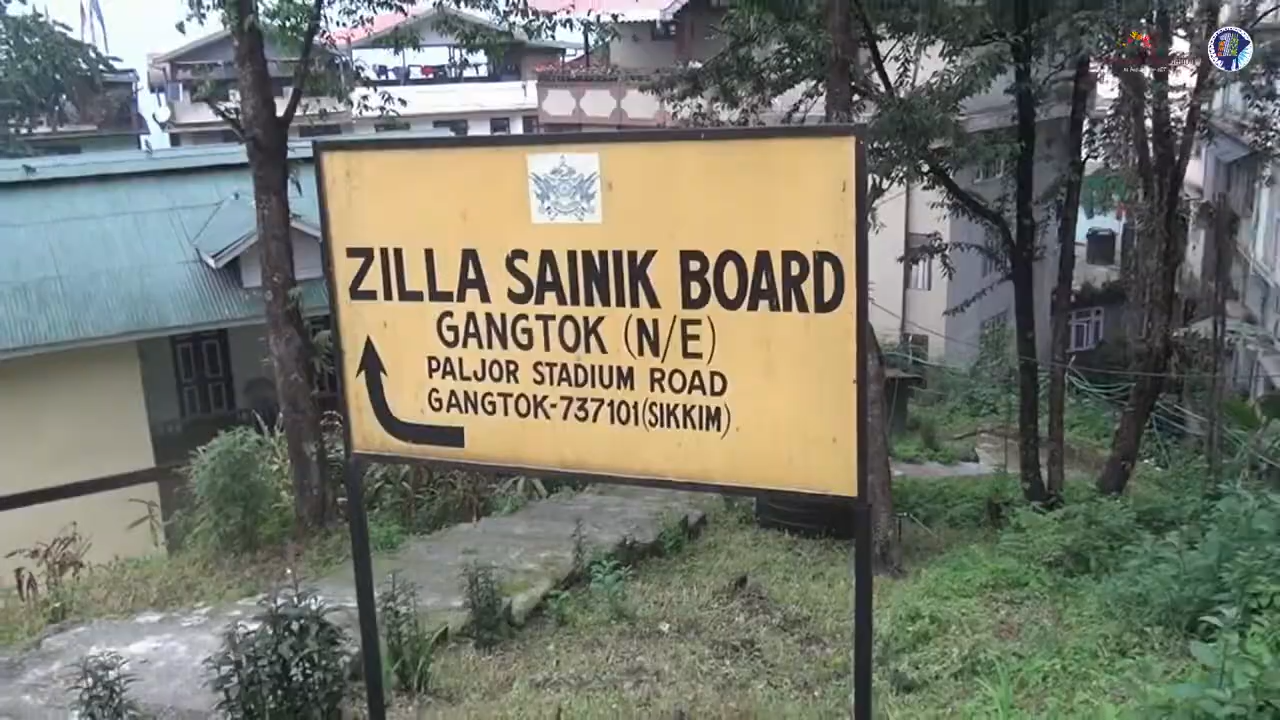 ZILLA SAINIK BOARD
GANGTOK (N/E)
PALJOR STADIUM ROAD
GANGTOK-737101(SIKKIM)